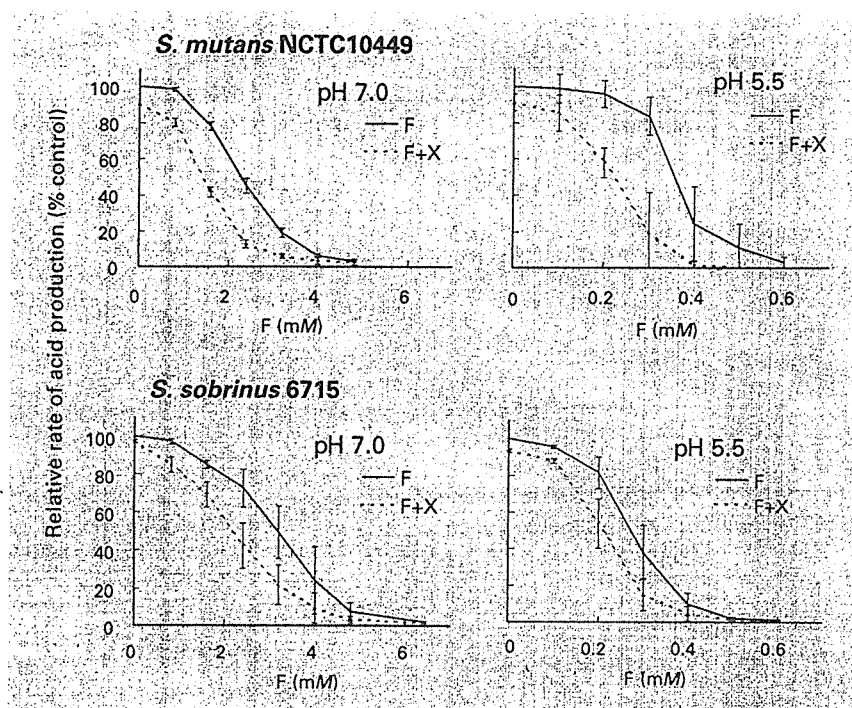 S. mutans NCTC10449
pH 7.0
F
F+X
100
80
60
40
20
0
0 2 4 6
F (mM)
pH 5.5
F
F+X
0 0.2 0.4 0.6
F (mM)
Relative rate of acid production (% control)
S. sobrinus 6715
pH 7.0
F
F+X
100
80
60
40
20
0
0 2 4 6
F (mM)
pH 5.5
F
F+X
0 0.2 0.4 0.6
F (mM)